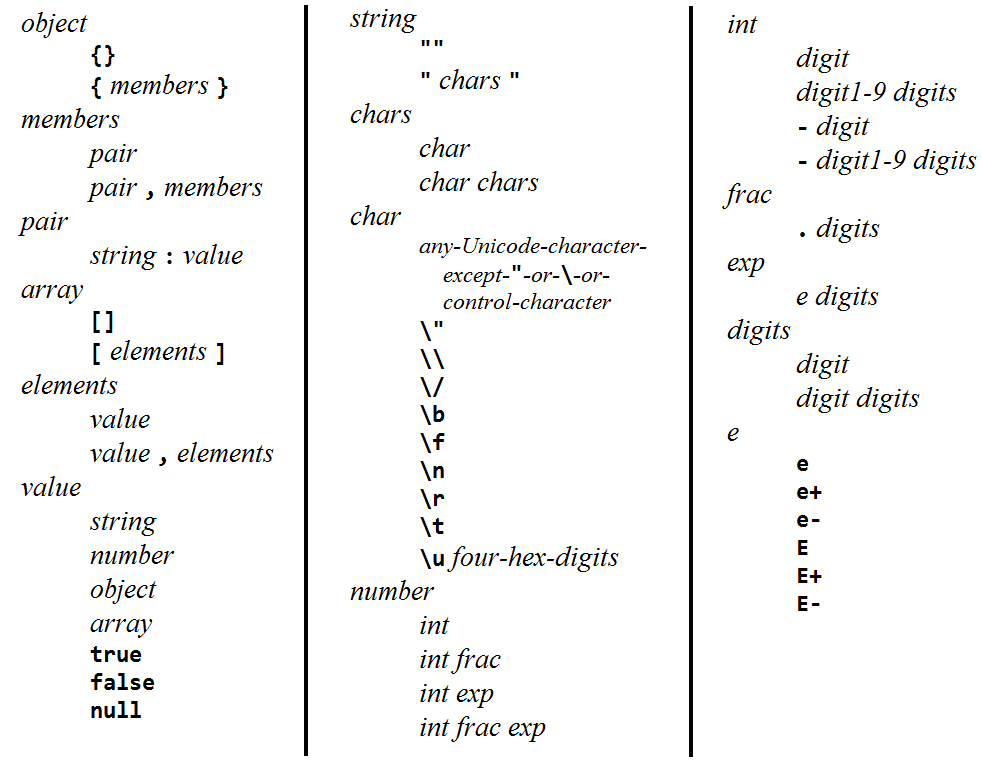 object
{}
{ members }
members
pair
pair , members
pair
string : value
array
[]
[ elements ]
elements
value
value , elements
value
string
number
object
array
true
false
null
string
""
" chars "
chars
char
char chars
char
any-Unicode-character-
except-"-or-\-or-
control-character
\"
\\
\/
\b
\f
\n
\r
\t
\u four-hex-digits
number
int
int frac
int exp
int frac exp
int
digit
digit1-9 digits
- digit
- digit1-9 digits
frac
. digits
exp
e digits
digits
digit
digit digits
e
e
e+
e-
E
E+
E-